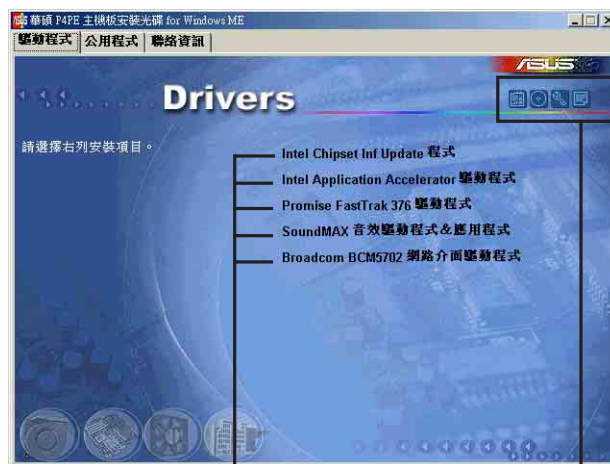 華碩 P4PE 主機板安裝光碟 for Windows ME
驅動程式 公用程式 聯絡資訊
ASUS
Drivers
請選擇右列安裝項目。
Intel Chipset Inf Update 程式
Intel Application Accelerator 驅動程式
Promise FastTrak 376 驅動程式
SoundMAX 音效驅動程式&應用程式
Broadcom BCM5702 網路介面驅動程式